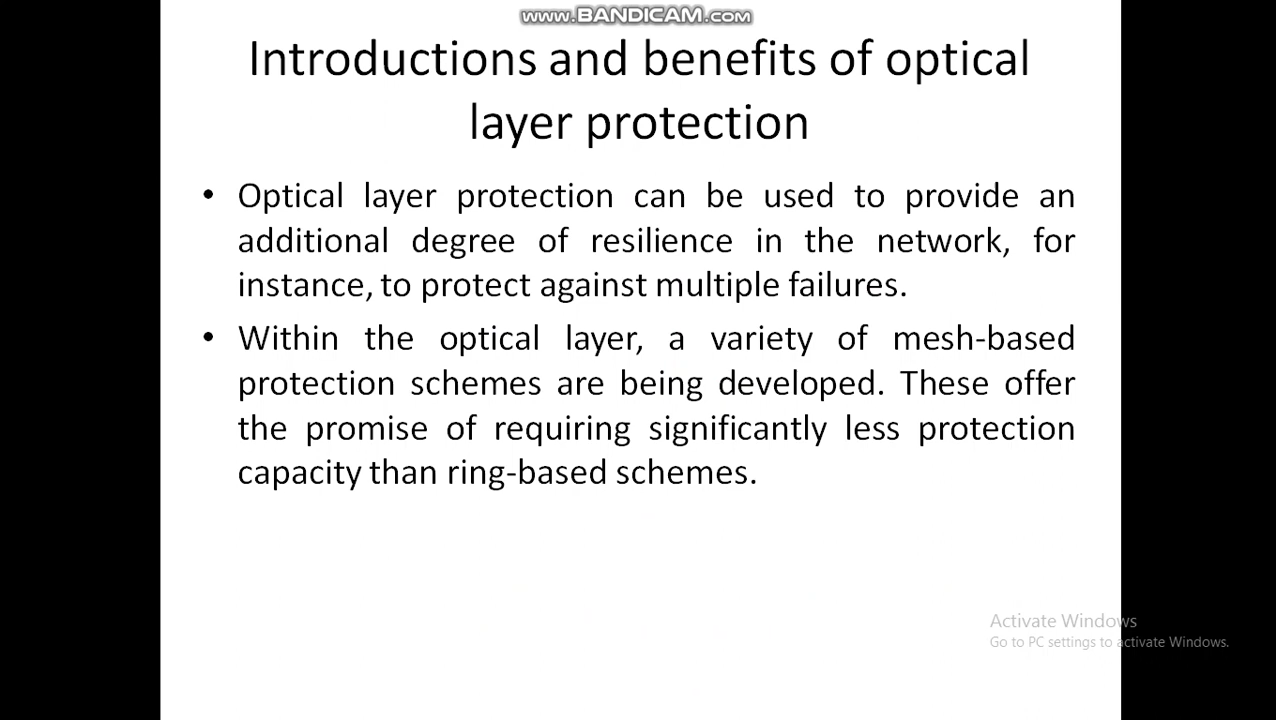 www.BANDICAM.com
Introductions and benefits of optical
layer protection
• Optical layer protection can be used to provide an
additional degree of resilience in the network, for
instance, to protect against multiple failures.
• Within the optical layer, a variety of mesh-based
protection schemes are being developed. These offer
the promise of requiring significantly less protection
capacity than ring-based schemes.
Activate Windows
Go to PC settings to activate Windows.